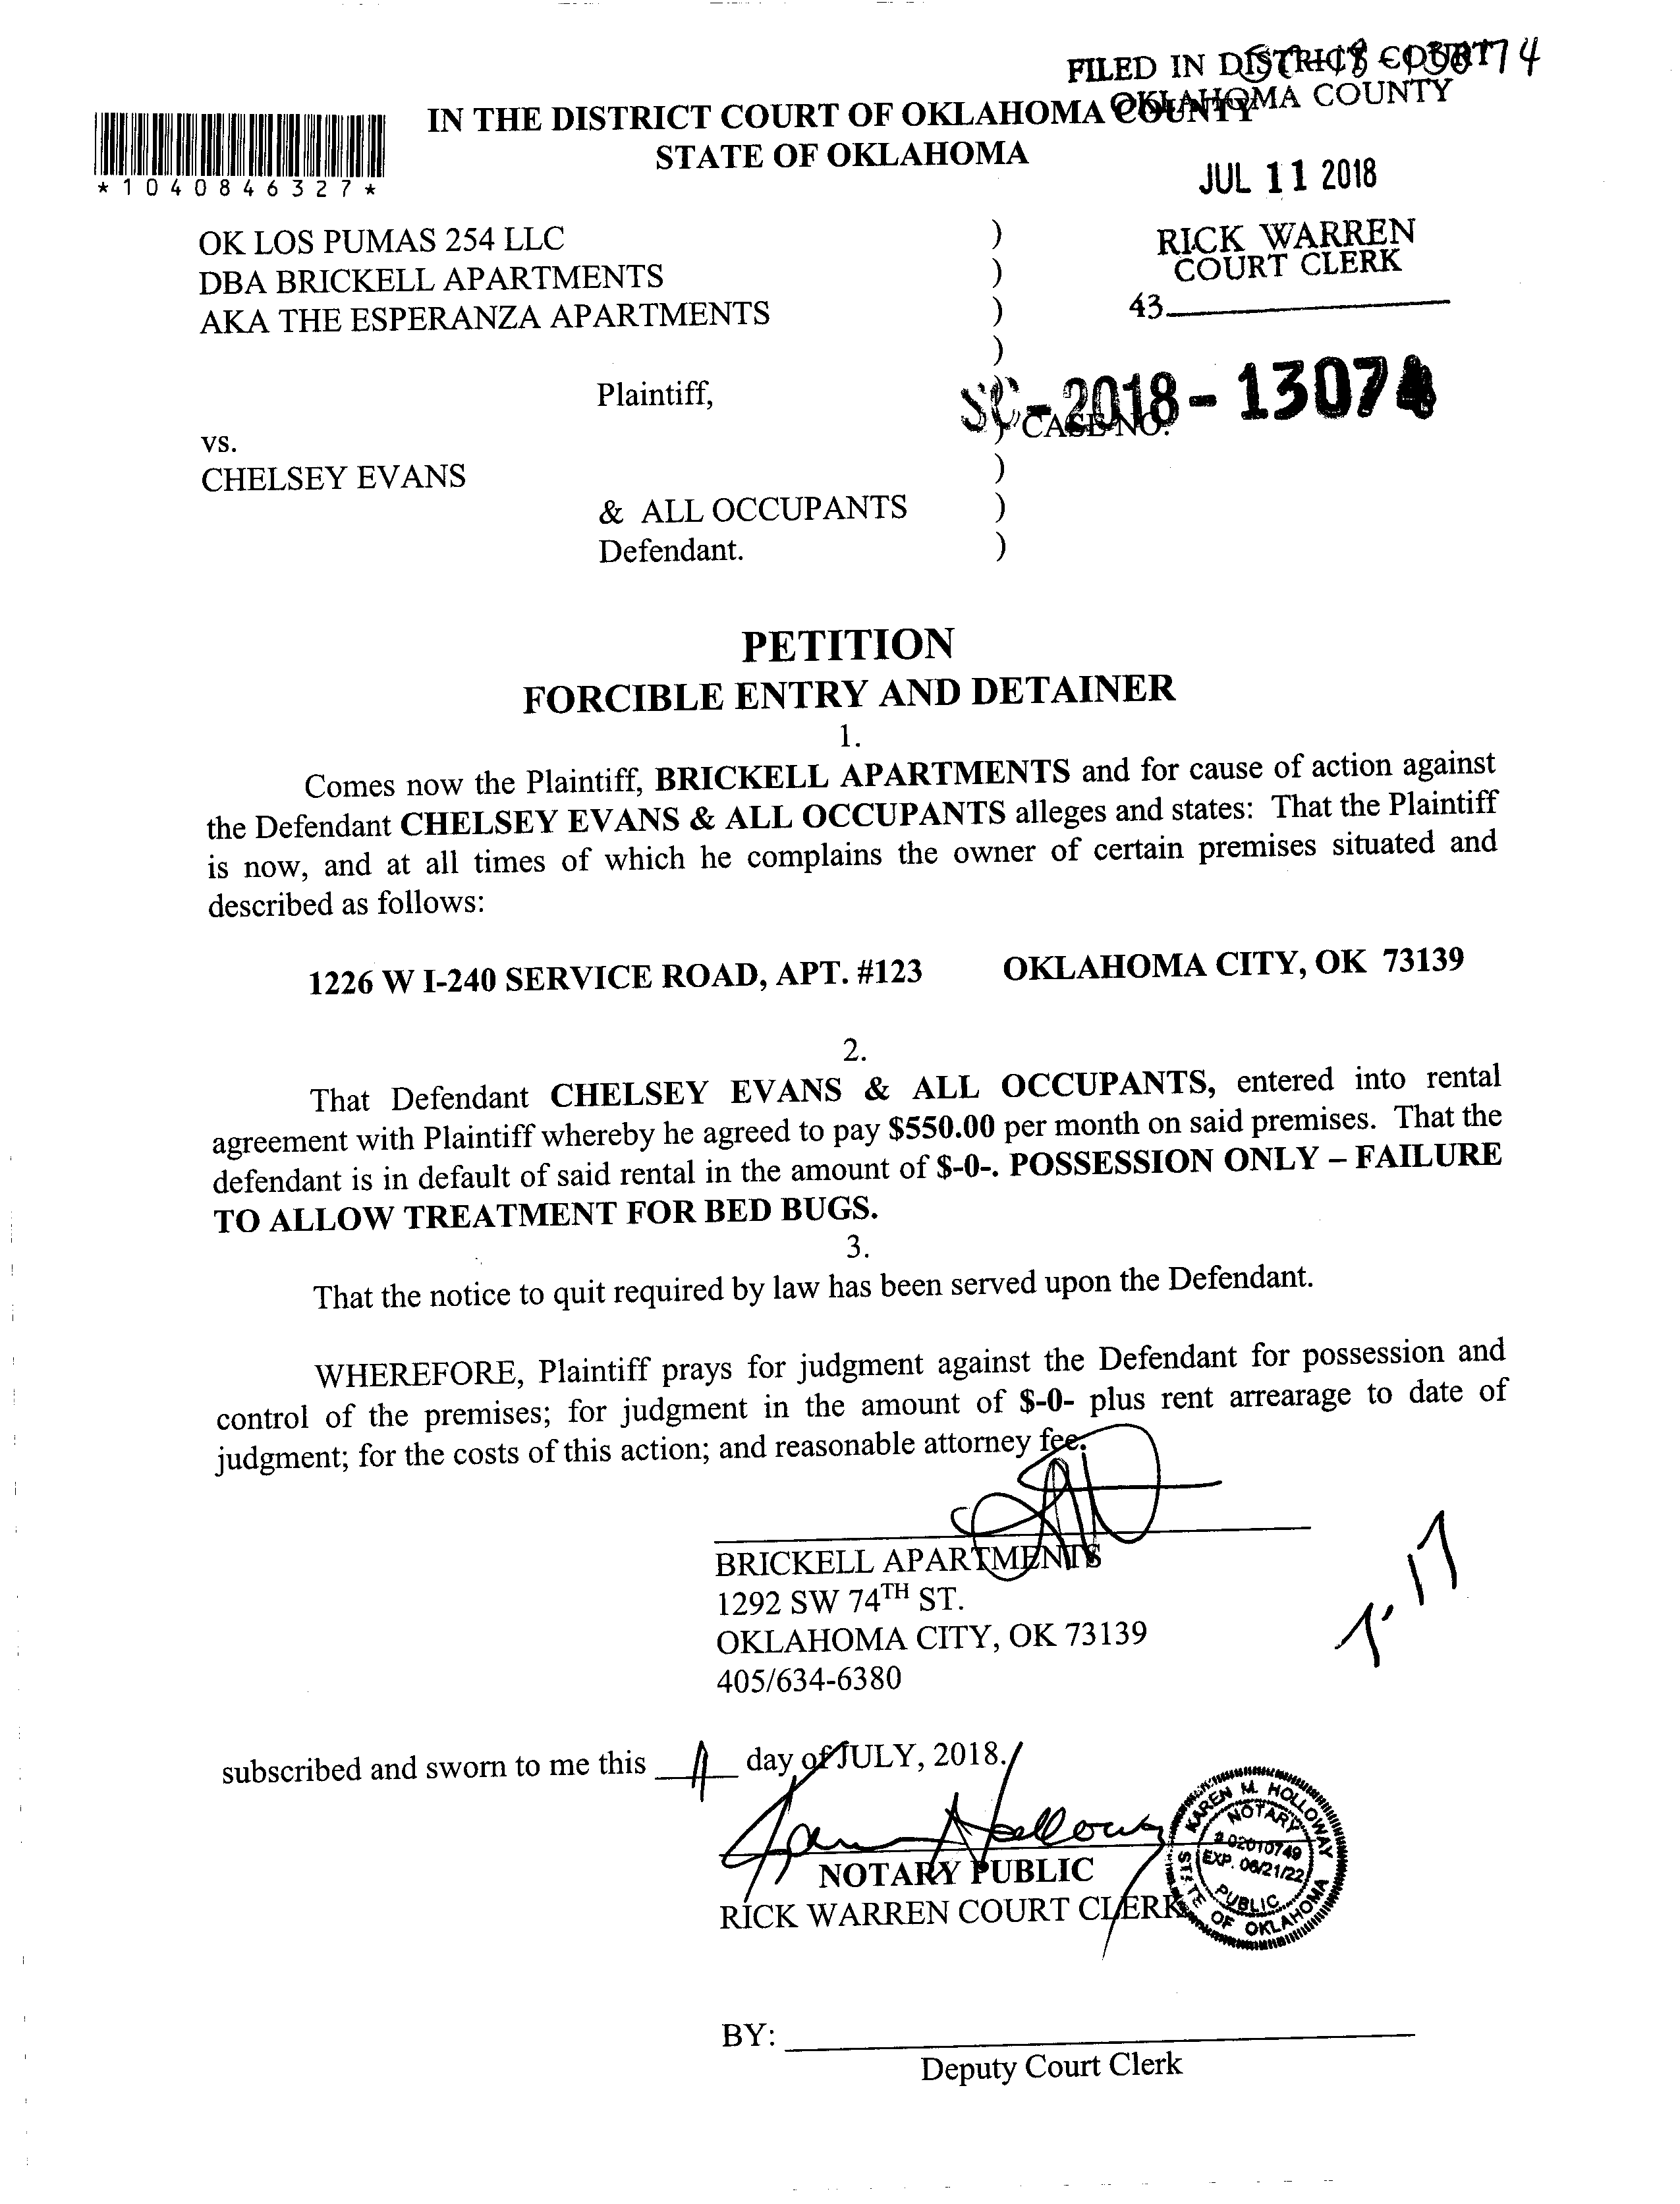 FILED IN DISTRICT COURT
OKLAHOMA COUNTY
IN THE DISTRICT COURT OF OKLAHOMA COUNTY
STATE OF OKLAHOMA
*1040846327*
JUL 11 2018
RICK WARREN
COURT CLERK
43
OK LOS PUMAS 254 LLC )
DBA BRICKELL APARTMENTS )
AKA THE ESPERANZA APARTMENTS )
)
Plaintiff, )
SC-2018-13074
vs. ) CASE NO.
CHELSEY EVANS )
& ALL OCCUPANTS )
Defendant. )
PETITION
FORCIBLE ENTRY AND DETAINER
1.
Comes now the Plaintiff, BRICKELL APARTMENTS and for cause of action against
the Defendant CHELSEY EVANS & ALL OCCUPANTS alleges and states: That the Plaintiff
is now, and at all times of which he complains the owner of certain premises situated and
described as follows:
1226 W I-240 SERVICE ROAD, APT. #123 OKLAHOMA CITY, OK 73139
2.
That Defendant CHELSEY EVANS & ALL OCCUPANTS, entered into rental
agreement with Plaintiff whereby he agreed to pay $550.00 per month on said premises. That the
defendant is in default of said rental in the amount of $-0-. POSSESSION ONLY – FAILURE
TO ALLOW TREATMENT FOR BED BUGS.
3.
That the notice to quit required by law has been served upon the Defendant.
WHEREFORE, Plaintiff prays for judgment against the Defendant for possession and
control of the premises; for judgment in the amount of $-0- plus rent arrearage to date of
judgment; for the costs of this action; and reasonable attorney fee.
BRICKELL APARTMENTS
1292 SW 74TH ST.
OKLAHOMA CITY, OK 73139
405/634-6380
subscribed and sworn to me this 11 day of JULY, 2018.
Karen Holloway
NOTARY PUBLIC
RICK WARREN COURT CLERK
KAREN M. HOLLOWAY
NOTARY
# 02010749
EXP. 06/21/22
PUBLIC
STATE OF OKLAHOMA
BY:
Deputy Court Clerk